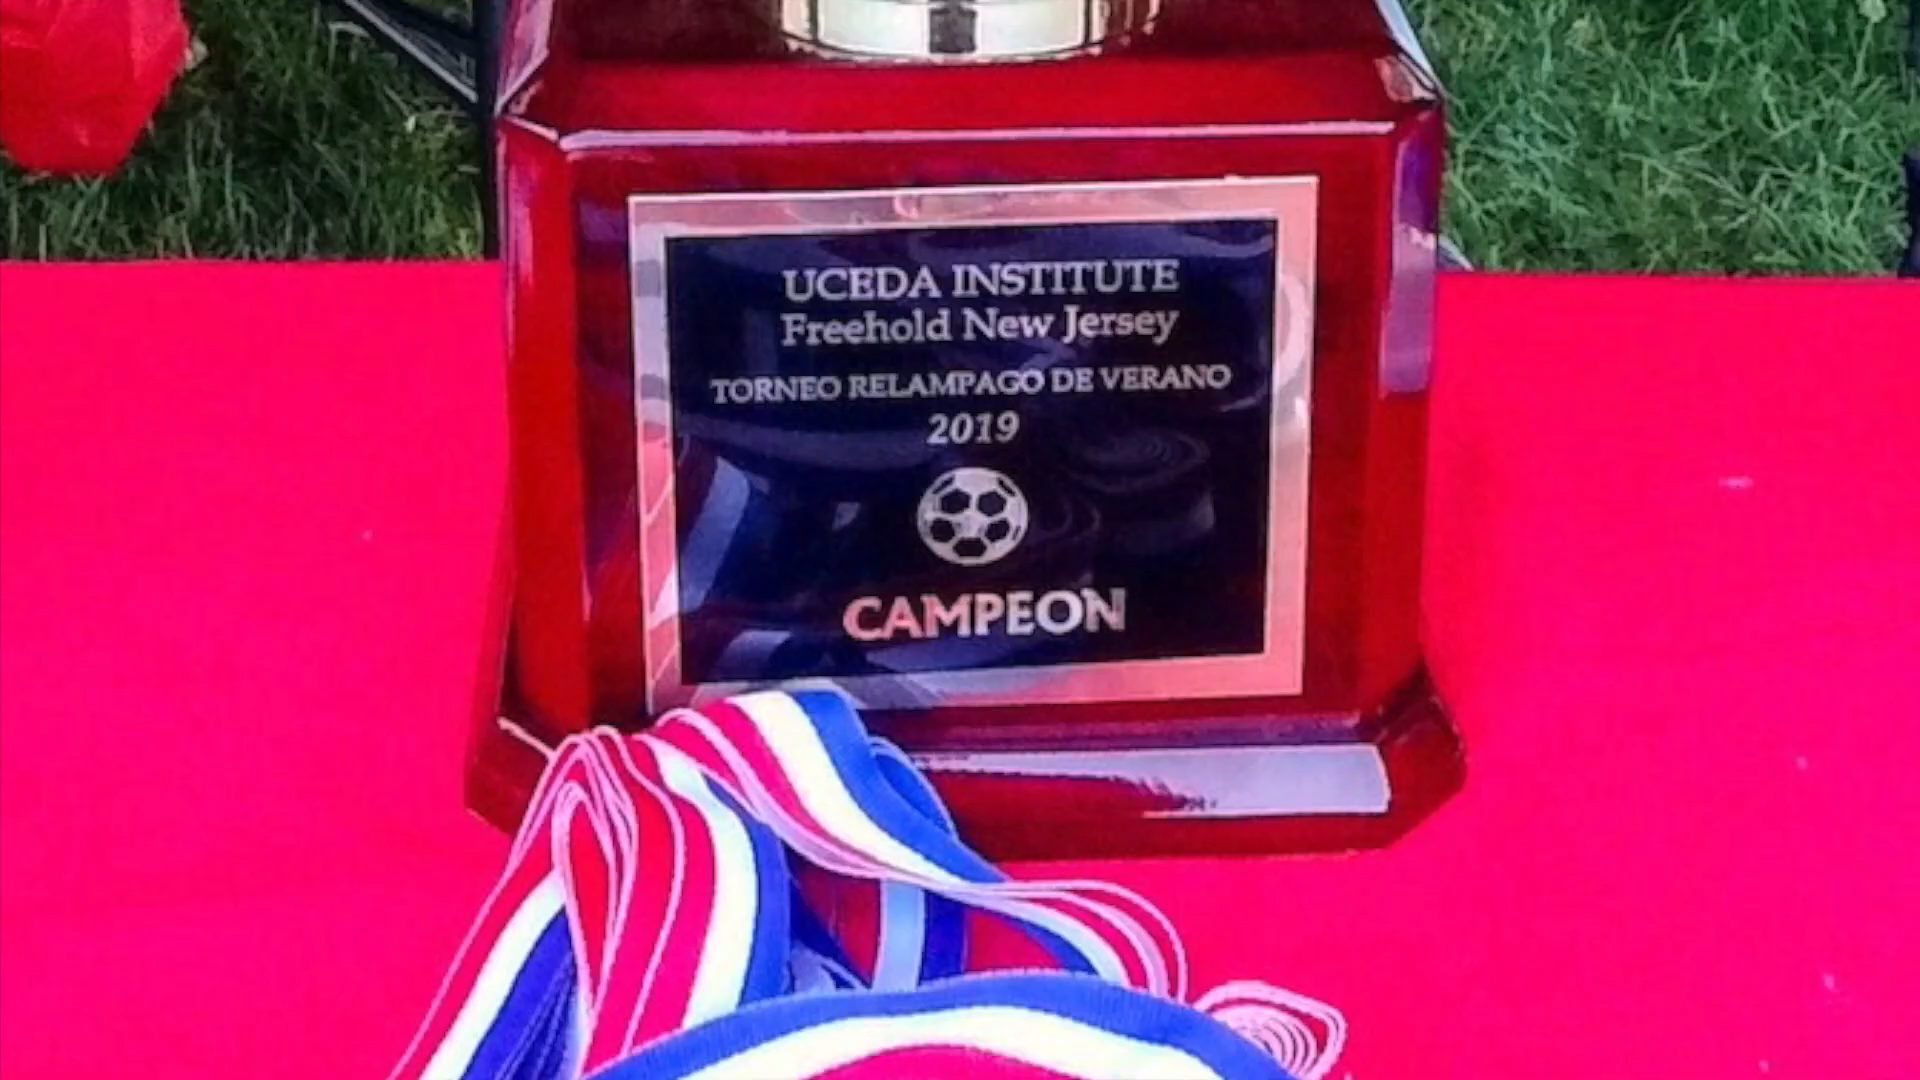 UCEDA INSTITUTE
Freehold New Jersey
TORNEO RELAMPAGO DE VERANO
2019
CAMPEON